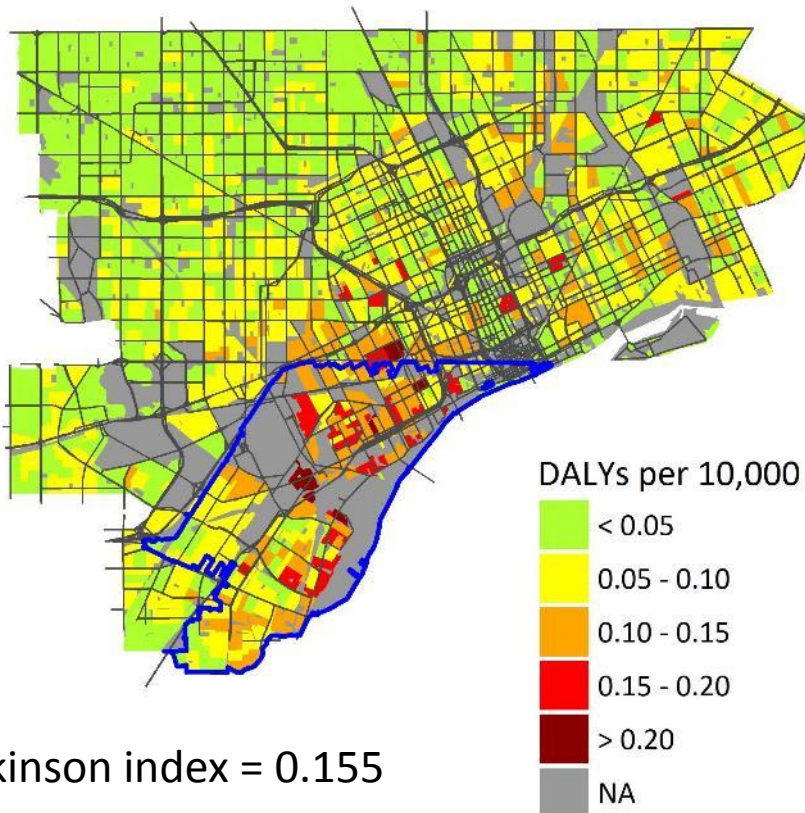 DALYs per 10,000
< 0.05
0.05 - 0.10
0.10 - 0.15
0.15 - 0.20
> 0.20
NA
kinson index = 0.155